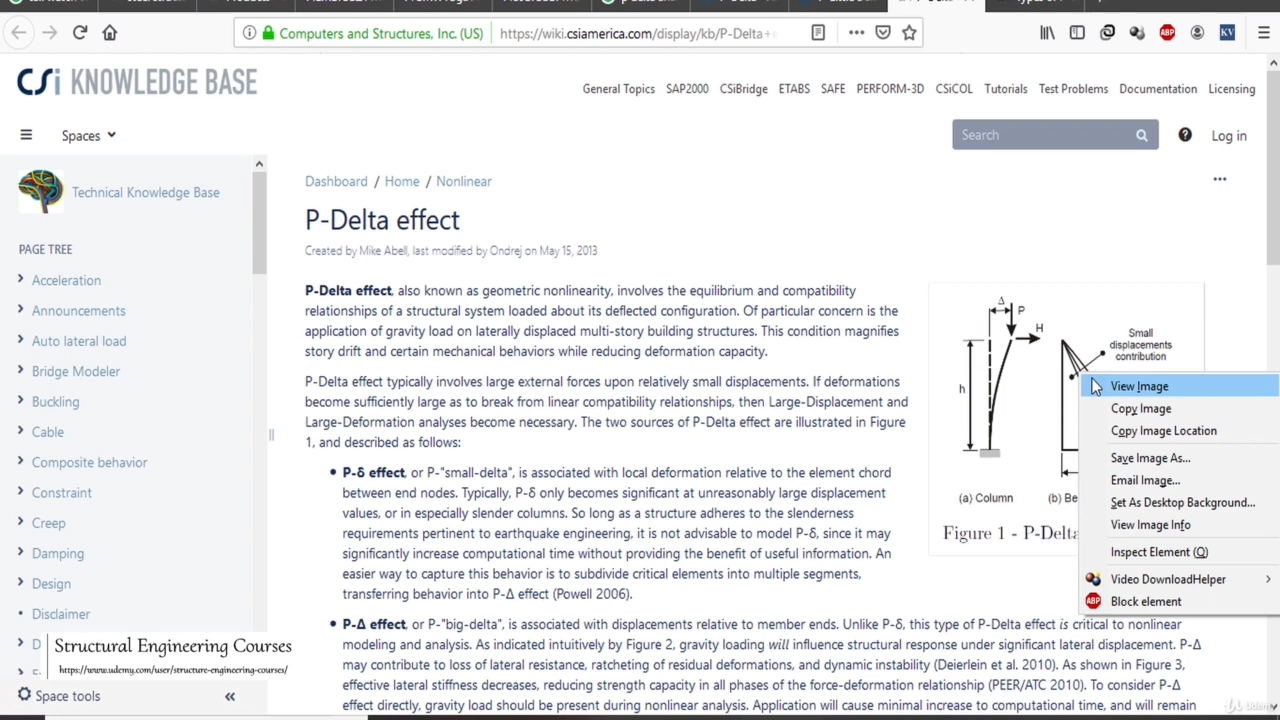 Computers and Structures, Inc. (US)
https://wiki.csiamerica.com/display/kb/P-Delta+
ABP
KV
CSi KNOWLEDGE BASE
General Topics SAP2000 CSiBridge ETABS SAFE PERFORM-3D CSiCOL Tutorials Test Problems Documentation Licensing
Spaces
Search
Log in
Technical Knowledge Base
PAGE TREE
Acceleration
Announcements
Auto lateral load
Bridge Modeler
Buckling
Cable
Composite behavior
Constraint
Creep
Damping
Design
Disclaimer
D
Structural Engineering Courses
https://www.udemy.com/user/structure-engineering-courses/
Space tools
Dashboard / Home / Nonlinear
P-Delta effect
Created by Mike Abell, last modified by Ondrej on May 15, 2013
P-Delta effect, also known as geometric nonlinearity, involves the equilibrium and compatibility
relationships of a structural system loaded about its deflected configuration. Of particular concern is the
application of gravity load on laterally displaced multi-story building structures. This condition magnifies
story drift and certain mechanical behaviors while reducing deformation capacity.
P-Delta effect typically involves large external forces upon relatively small displacements. If deformations
become sufficiently large as to break from linear compatibility relationships, then Large-Displacement and
Large-Deformation analyses become necessary. The two sources of P-Delta effect are illustrated in Figure
1, and described as follows:
• P-δ effect, or P-"small-delta", is associated with local deformation relative to the element chord
between end nodes. Typically, P-δ only becomes significant at unreasonably large displacement
values, or in especially slender columns. So long as a structure adheres to the slenderness
requirements pertinent to earthquake engineering, it is not advisable to model P-δ, since it may
significantly increase computational time without providing the benefit of useful information. An
easier way to capture this behavior is to subdivide critical elements into multiple segments,
transferring behavior into P-Δ effect (Powell 2006).
• P-Δ effect, or P-"big-delta", is associated with displacements relative to member ends. Unlike P-δ, this type of P-Delta effect is critical to nonlinear
modeling and analysis. As indicated intuitively by Figure 2, gravity loading will influence structural response under significant lateral displacement. P-Δ
may contribute to loss of lateral resistance, ratcheting of residual deformations, and dynamic instability (Deierlein et al. 2010). As shown in Figure 3,
effective lateral stiffness decreases, reducing strength capacity in all phases of the force-deformation relationship (PEER/ATC 2010). To consider P-Δ
effect directly, gravity load should be present during nonlinear analysis. Application will cause minimal increase to computational time, and will remain
Δ
P
H
h
Small
displacements
contribution
(a) Column
(b) Be
Figure 1 - P-Delta
View Image
Copy Image
Copy Image Location
Save Image As...
Email Image...
Set As Desktop Background...
View Image Info
Inspect Element (Q)
Video DownloadHelper
ABP Block element
Udemy